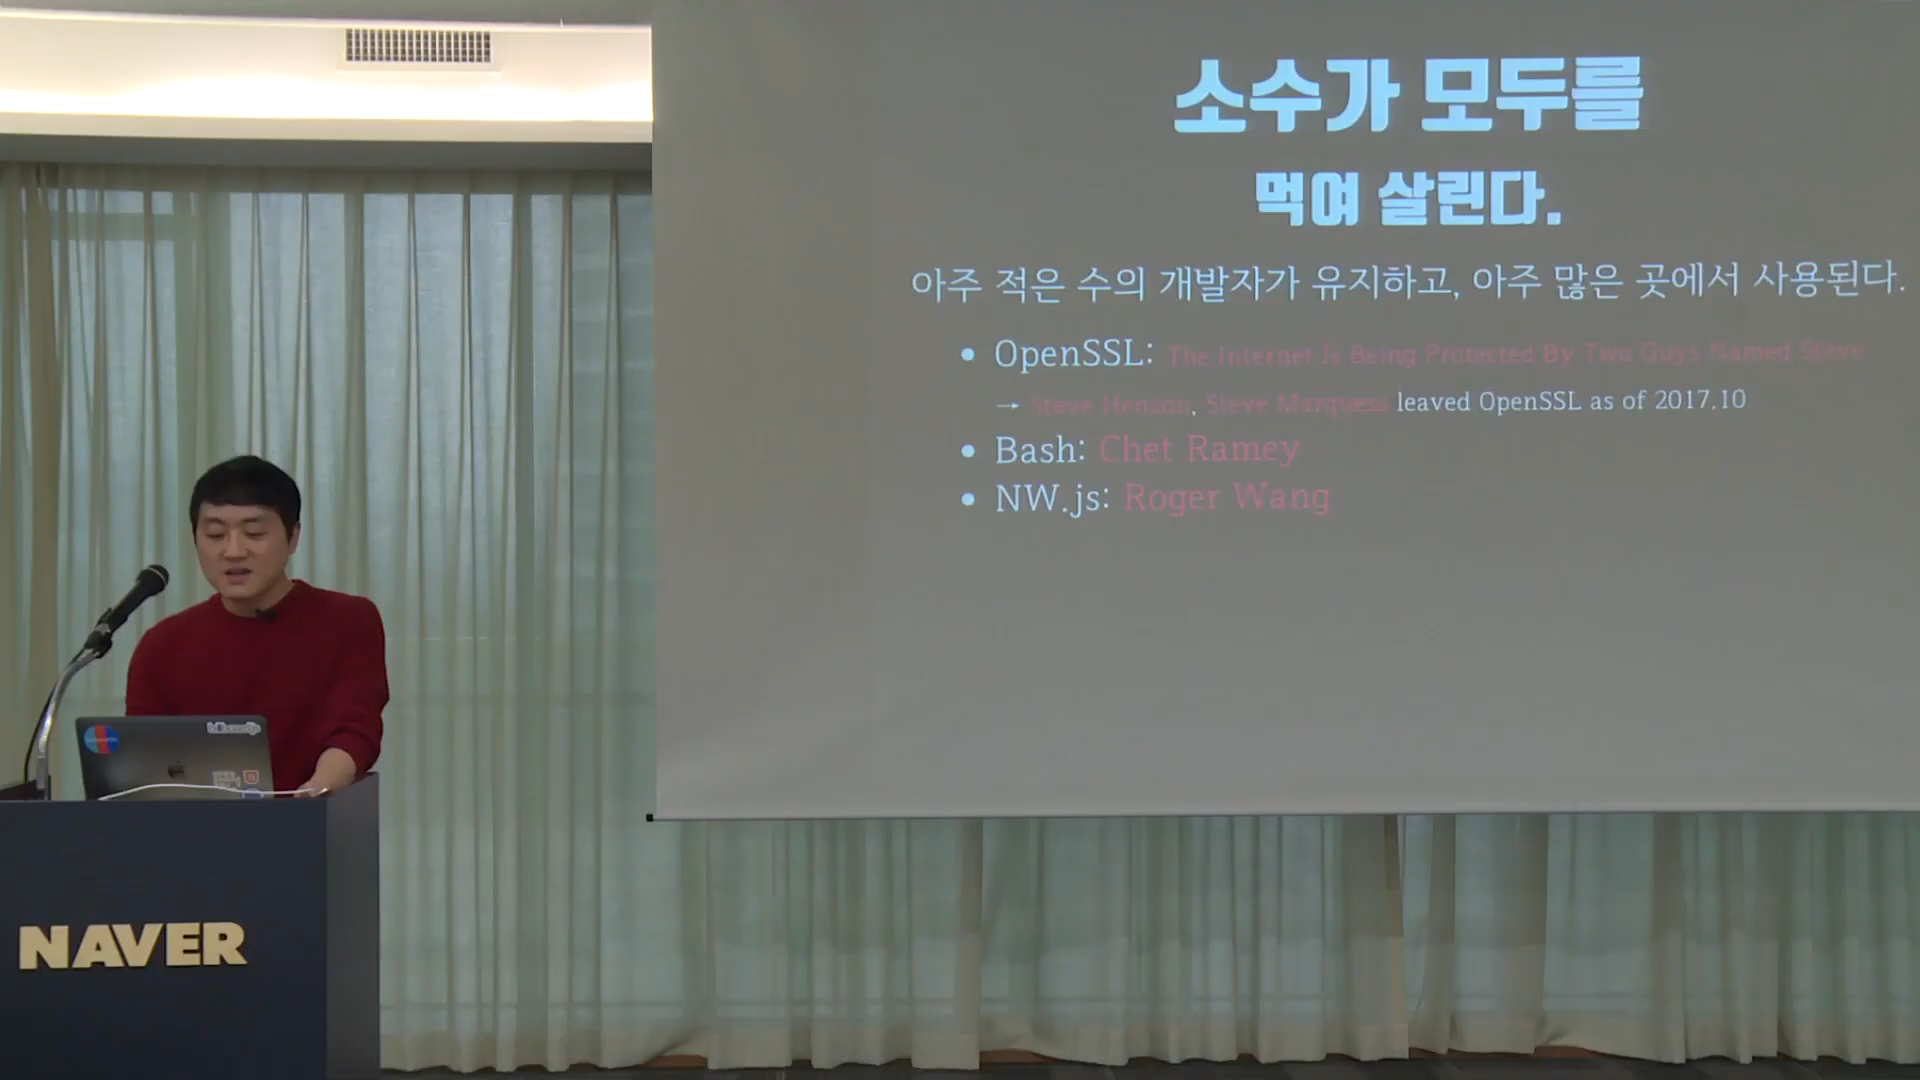 소수가 모두를
먹여 살린다.
아주 적은 수의 개발자가 유지하고, 아주 많은 곳에서 사용된다.
• OpenSSL: The Internet Is Being Protected By Two Guys Named Steve
→ Steve Henson, Steve Marquess leaved OpenSSL as of 2017.10
• Bash: Chet Ramey
• NW.js: Roger Wang
NAVER